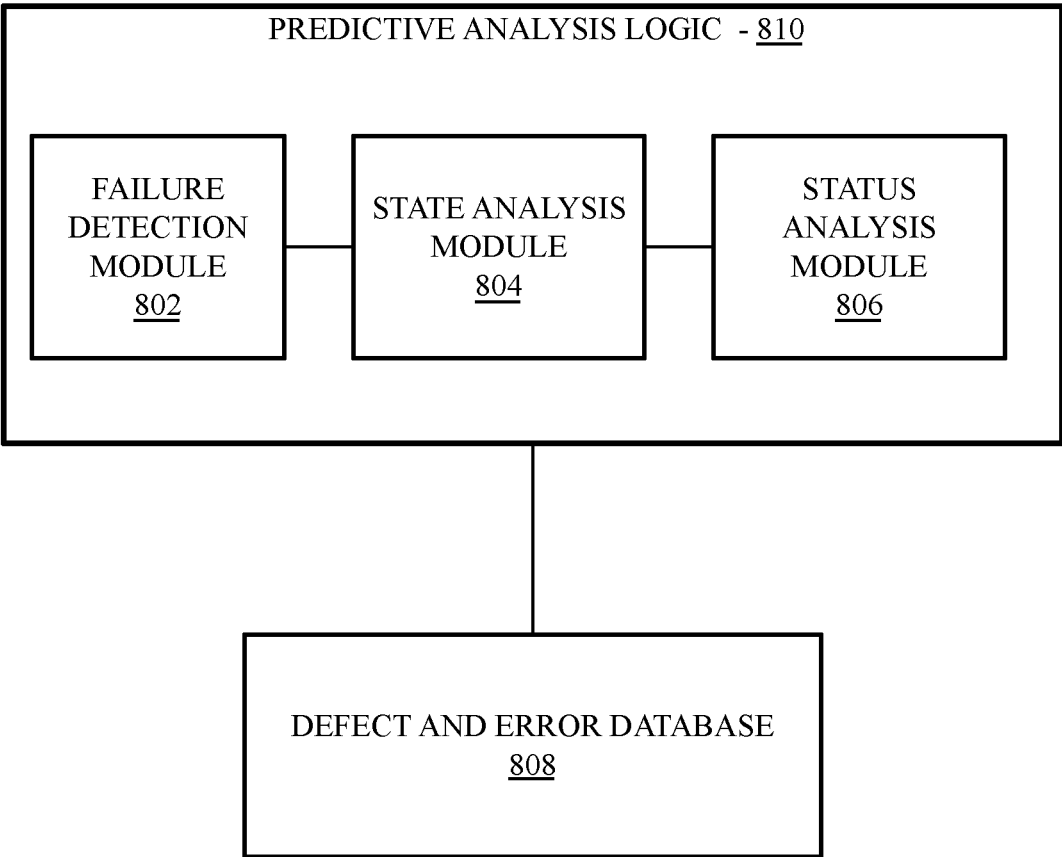 PREDICTIVE ANALYSIS LOGIC - 810
FAILURE
DETECTION
MODULE
802
STATE ANALYSIS
MODULE
804
STATUS
ANALYSIS
MODULE
806
DEFECT AND ERROR DATABASE
808